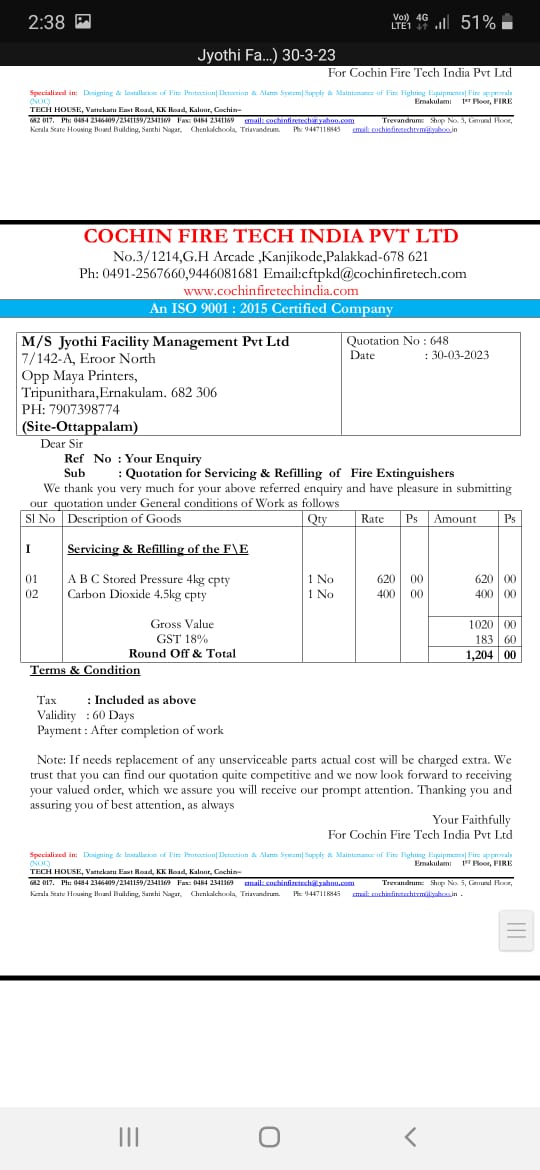 2:38
Vo)) 4G
LTE1
51%
Jyothi Fa...) 30-3-23
For Cochin Fire Tech India Pvt Ltd
Specialized in: Designing & Installation of Fire Protection| Detection & Alarm System| Supply & Maintenance of Fire Fighting Equipments| Fire approvals
(NOC) Ernakulam: 1st Floor, FIRE
TECH HOUSE, Vattekatu East Road, KK Road, Kaloor, Cochin-
682 017. Ph: 0484 2346409/2341159/2341169 Fax: 0484 2341169 email: cochinfiretech@yahoo.com Trevandrum: Shop No. 5, Ground Floor,
Kerala State Housing Board Building, Santhi Nagar, Chenkalchoola, Triavandrum. Ph: 9447118845 email: cochinfiretechtvm@yahoo.in
COCHIN FIRE TECH INDIA PVT LTD
No.3/1214,G.H Arcade ,Kanjikode,Palakkad-678 621
Ph: 0491-2567660,9446081681 Email:cftpkd@cochinfiretech.com
www.cochinfiretechindia.com
An ISO 9001 : 2015 Certified Company
M/S Jyothi Facility Management Pvt Ltd Quotation No : 648
7/142-A, Eroor North Date : 30-03-2023
Opp Maya Printers,
Tripunithara,Ernakulam. 682 306
PH: 7907398774
(Site-Ottappalam)
Dear Sir
Ref No : Your Enquiry
Sub : Quotation for Servicing & Refilling of Fire Extinguishers
We thank you very much for your above referred enquiry and have pleasure in submitting
our quotation under General conditions of Work as follows
Sl No Description of Goods Qty Rate Ps Amount Ps
I Servicing & Refilling of the F\E
01 A B C Stored Pressure 4kg cpty 1 No 620 00 620 00
02 Carbon Dioxide 4.5kg cpty 1 No 400 00 400 00
Gross Value 1020 00
GST 18% 183 60
Round Off & Total 1,204 00
Terms & Condition
Tax : Included as above
Validity : 60 Days
Payment : After completion of work
Note: If needs replacement of any unserviceable parts actual cost will be charged extra. We
trust that you can find our quotation quite competitive and we now look forward to receiving
your valued order, which we assure you will receive our prompt attention. Thanking you and
assuring you of best attention, as always
Your Faithfully
For Cochin Fire Tech India Pvt Ltd
Specialized in: Designing & Installation of Fire Protection| Detection & Alarm System| Supply & Maintenance of Fire Fighting Equipments| Fire approvals
(NOC) Ernakulam: 1st Floor, FIRE
TECH HOUSE, Vattekatu East Road, KK Road, Kaloor, Cochin-
682 017. Ph: 0484 2346409/2341159/2341169 Fax: 0484 2341169 email: cochinfiretech@yahoo.com Trevandrum: Shop No. 5, Ground Floor,
Kerala State Housing Board Building, Santhi Nagar, Chenkalchoola, Triavandrum. Ph: 9447118845 email: cochinfiretechtvm@yahoo.in .